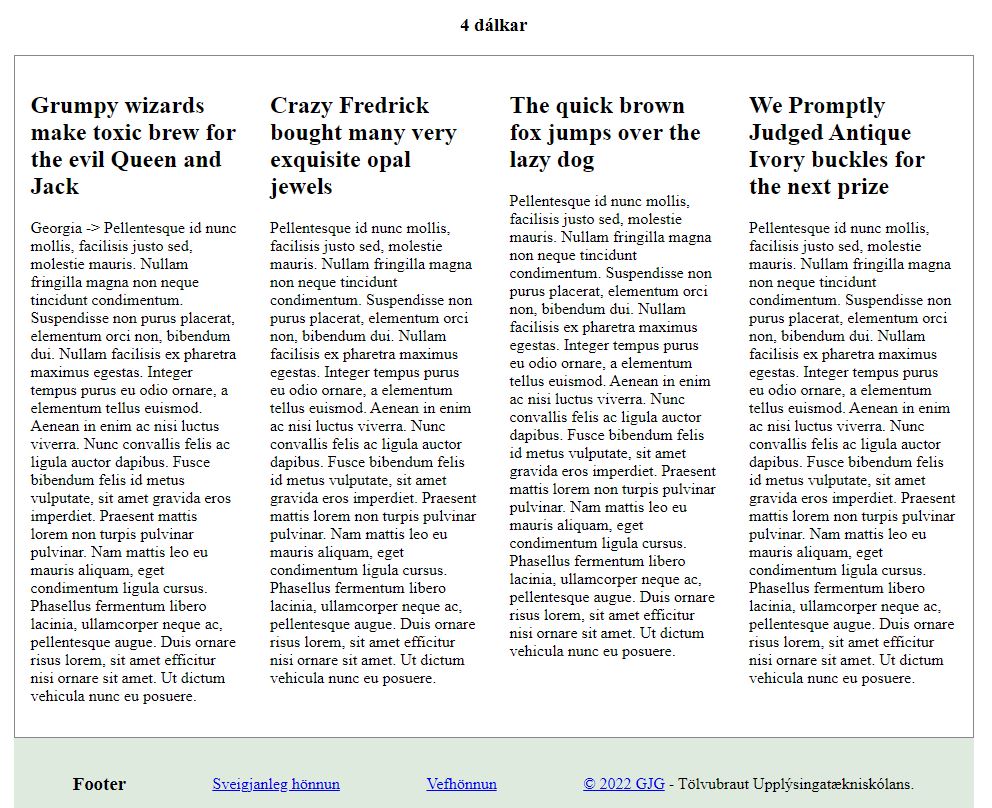 4 dálkar
Grumpy wizards
make toxic brew for
the evil Queen and
Jack
Georgia -> Pellentesque id nunc
mollis, facilisis justo sed,
molestie mauris. Nullam
fringilla magna non neque
tincidunt condimentum.
Suspendisse non purus placerat,
elementum orci non, bibendum
dui. Nullam facilisis ex pharetra
maximus egestas. Integer
tempus purus eu odio ornare, a
elementum tellus euismod.
Aenean in enim ac nisi luctus
viverra. Nunc convallis felis ac
ligula auctor dapibus. Fusce
bibendum felis id metus
vulputate, sit amet gravida eros
imperdiet. Praesent mattis
lorem non turpis pulvinar
pulvinar. Nam mattis leo eu
mauris aliquam, eget
condimentum ligula cursus.
Phasellus fermentum libero
lacinia, ullamcorper neque ac,
pellentesque augue. Duis ornare
risus lorem, sit amet efficitur
nisi ornare sit amet. Ut dictum
vehicula nunc eu posuere.
Crazy Fredrick
bought many very
exquisite opal
jewels
Pellentesque id nunc mollis,
facilisis justo sed, molestie
mauris. Nullam fringilla magna
non neque tincidunt
condimentum. Suspendisse non
purus placerat, elementum orci
non, bibendum dui. Nullam
facilisis ex pharetra maximus
egestas. Integer tempus purus
eu odio ornare, a elementum
tellus euismod. Aenean in enim
ac nisi luctus viverra. Nunc
convallis felis ac ligula auctor
dapibus. Fusce bibendum felis
id metus vulputate, sit amet
gravida eros imperdiet. Praesent
mattis lorem non turpis pulvinar
pulvinar. Nam mattis leo eu
mauris aliquam, eget
condimentum ligula cursus.
Phasellus fermentum libero
lacinia, ullamcorper neque ac,
pellentesque augue. Duis ornare
risus lorem, sit amet efficitur
nisi ornare sit amet. Ut dictum
vehicula nunc eu posuere.
The quick brown
fox jumps over the
lazy dog
Pellentesque id nunc mollis,
facilisis justo sed, molestie
mauris. Nullam fringilla magna
non neque tincidunt
condimentum. Suspendisse non
purus placerat, elementum orci
non, bibendum dui. Nullam
facilisis ex pharetra maximus
egestas. Integer tempus purus
eu odio ornare, a elementum
tellus euismod. Aenean in enim
ac nisi luctus viverra. Nunc
convallis felis ac ligula auctor
dapibus. Fusce bibendum felis
id metus vulputate, sit amet
gravida eros imperdiet. Praesent
mattis lorem non turpis pulvinar
pulvinar. Nam mattis leo eu
mauris aliquam, eget
condimentum ligula cursus.
Phasellus fermentum libero
lacinia, ullamcorper neque ac,
pellentesque augue. Duis ornare
risus lorem, sit amet efficitur
nisi ornare sit amet. Ut dictum
vehicula nunc eu posuere.
We Promptly
Judged Antique
Ivory buckles for
the next prize
Pellentesque id nunc mollis,
facilisis justo sed, molestie
mauris. Nullam fringilla magna
non neque tincidunt
condimentum. Suspendisse non
purus placerat, elementum orci
non, bibendum dui. Nullam
facilisis ex pharetra maximus
egestas. Integer tempus purus
eu odio ornare, a elementum
tellus euismod. Aenean in enim
ac nisi luctus viverra. Nunc
convallis felis ac ligula auctor
dapibus. Fusce bibendum felis
id metus vulputate, sit amet
gravida eros imperdiet. Praesent
mattis lorem non turpis pulvinar
pulvinar. Nam mattis leo eu
mauris aliquam, eget
condimentum ligula cursus.
Phasellus fermentum libero
lacinia, ullamcorper neque ac,
pellentesque augue. Duis ornare
risus lorem, sit amet efficitur
nisi ornare sit amet. Ut dictum
vehicula nunc eu posuere.
Footer Sveigjanleg hönnun Vefhönnun © 2022 GJG - Tölvubraut Upplýsingatækniskólans.